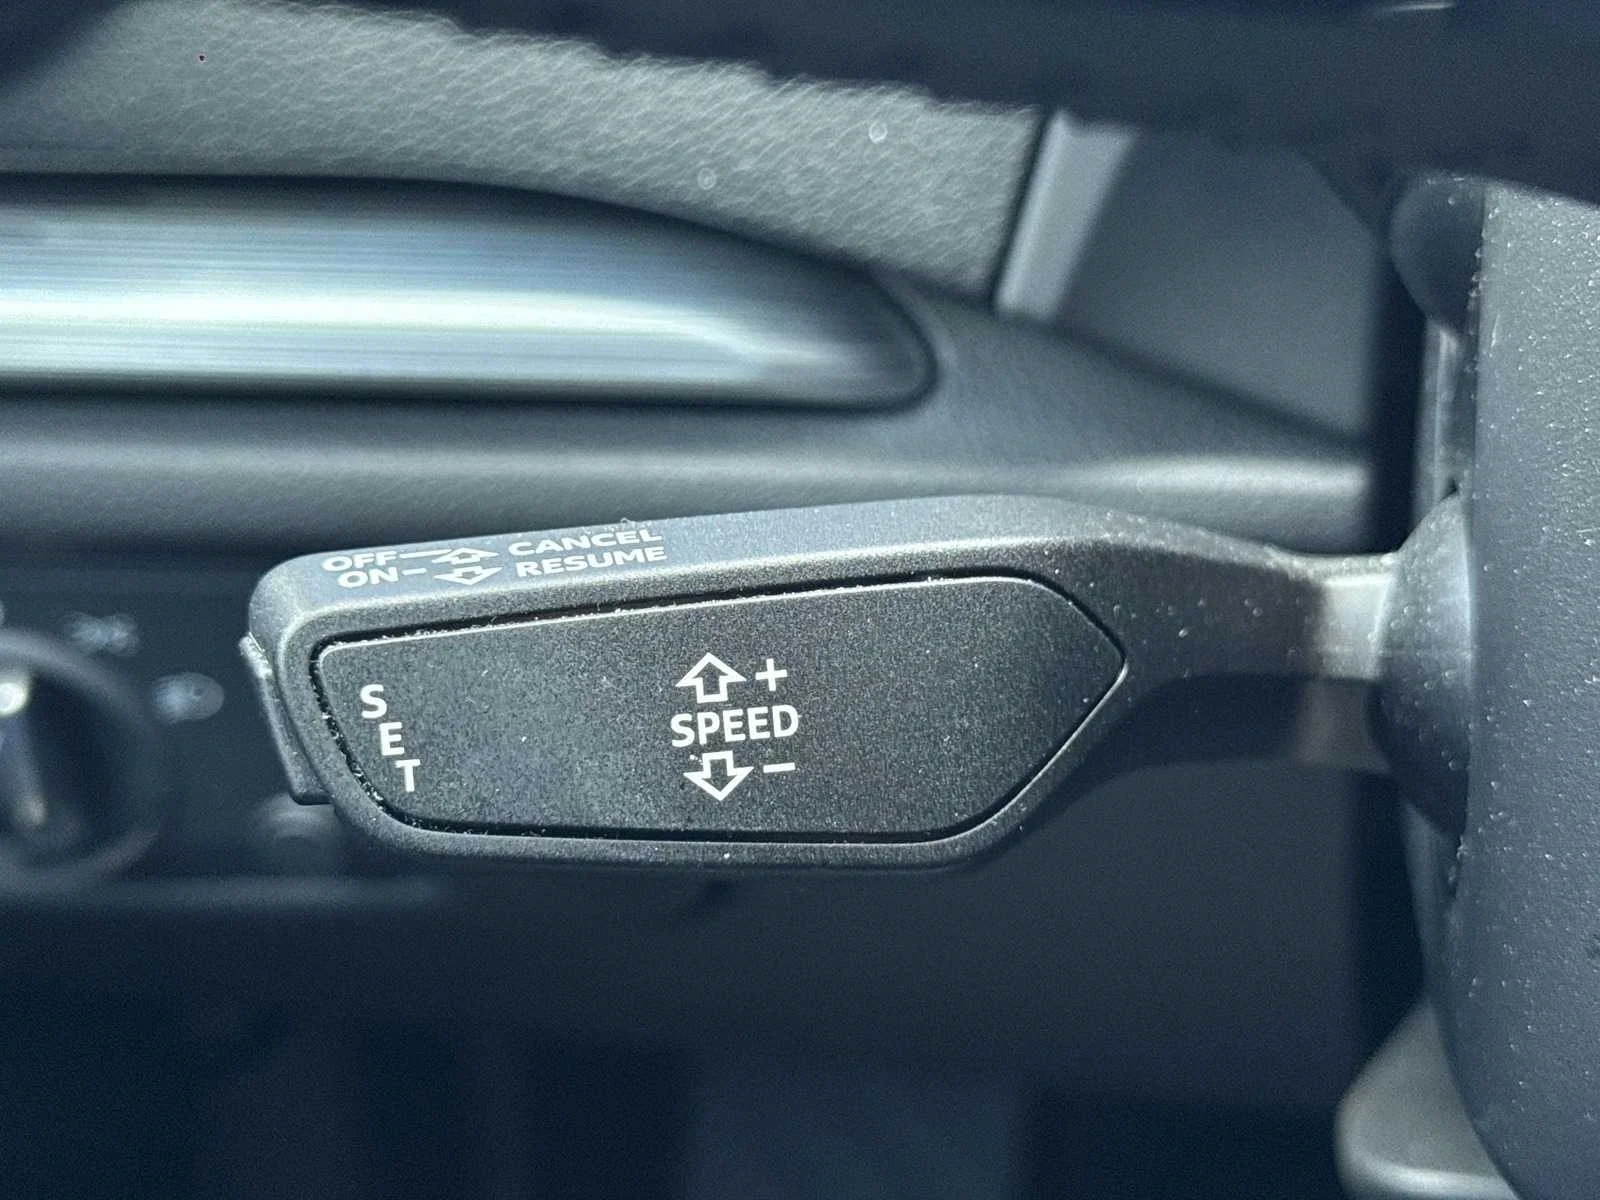 OFF CANCEL
ON RESUME
SET
+
SPEED
-